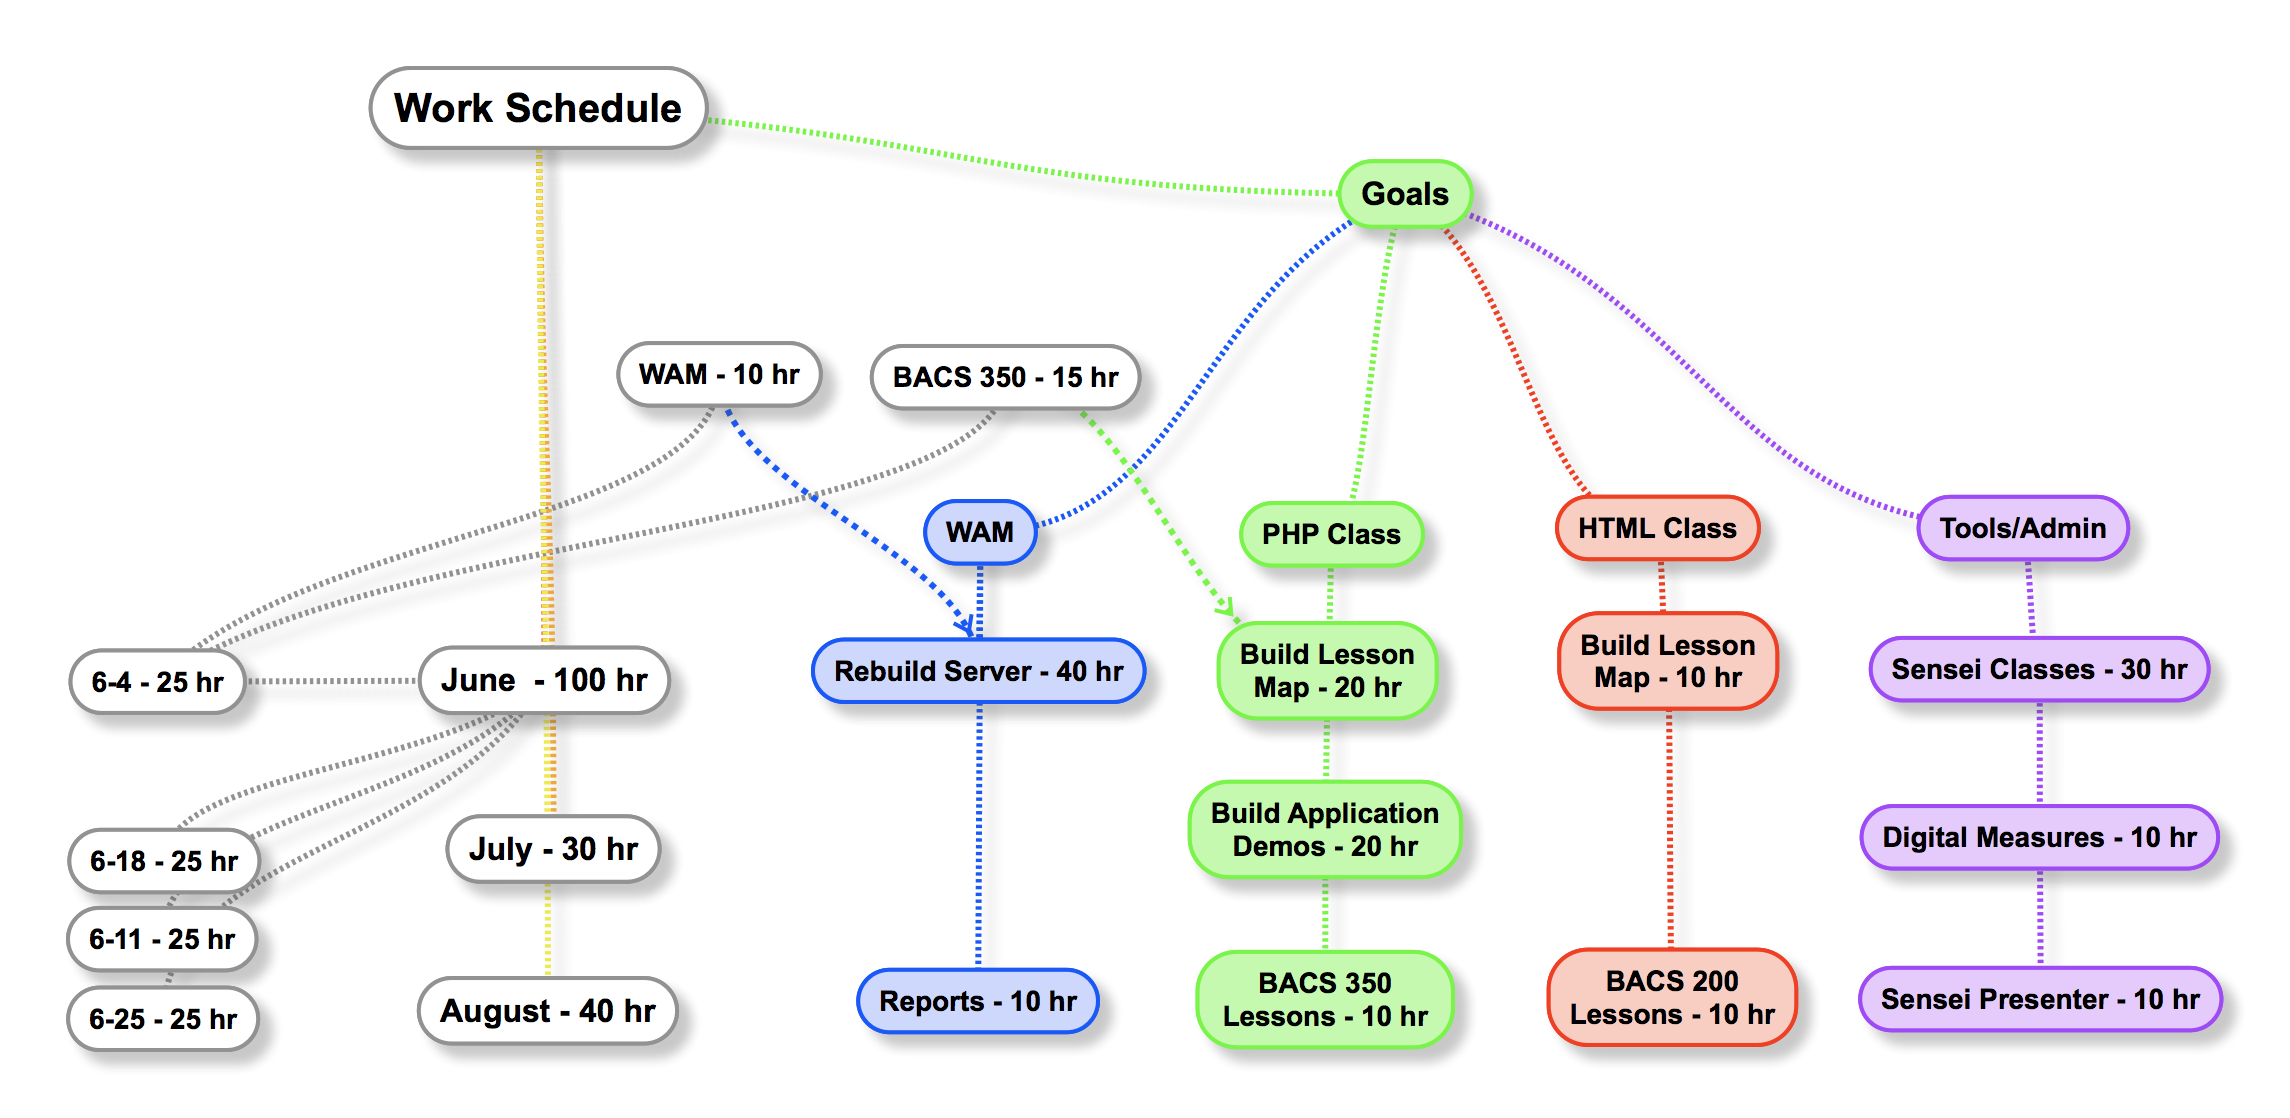 Work Schedule
Goals
WAM - 10 hr
BACS 350 - 15 hr
WAM
PHP Class
HTML Class
Tools/Admin
6-4 - 25 hr
June  - 100 hr
Rebuild Server - 40 hr
Build Lesson
Map - 20 hr
Build Lesson
Map - 10 hr
Sensei Classes - 30 hr
6-18 - 25 hr
July - 30 hr
Build Application
Demos - 20 hr
Digital Measures - 10 hr
6-11 - 25 hr
6-25 - 25 hr
August - 40 hr
Reports - 10 hr
BACS 350
Lessons - 10 hr
BACS 200
Lessons - 10 hr
Sensei Presenter - 10 hr